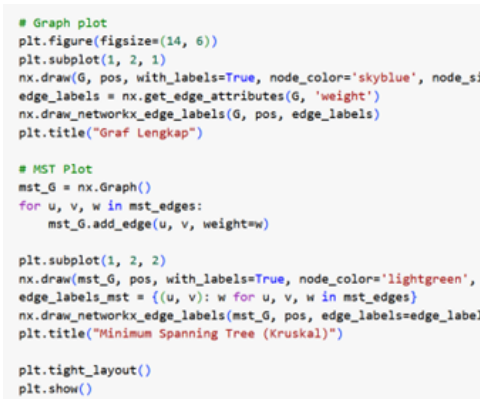 # Graph plot
plt.figure(figsize=(14, 6))
plt.subplot(1, 2, 1)
nx.draw(G, pos, with_labels=True, node_color='skyblue',
edge_labels = nx.get_edge_attributes(G, 'weight')
nx.draw_networkx_edge_labels(G, pos, edge_labels)
plt.title("Graf Lengkap")
# MST Plot
mst_G = nx.Graph()
for u, v, w in mst_edges:
mst_G.add_edge(u, v, weight=w)
plt.subplot(1, 2, 2)
nx.draw(mst_G, pos, with_labels=True, node_color='lightgreen',
edge_labels_mst = {(u, v): w for u, v, w in mst_edges}
nx.draw_networkx_edge_labels(mst_G, pos,
plt.title("Minimum Spanning Tree (Kruskal)")
plt.tight_layout()
plt.show()